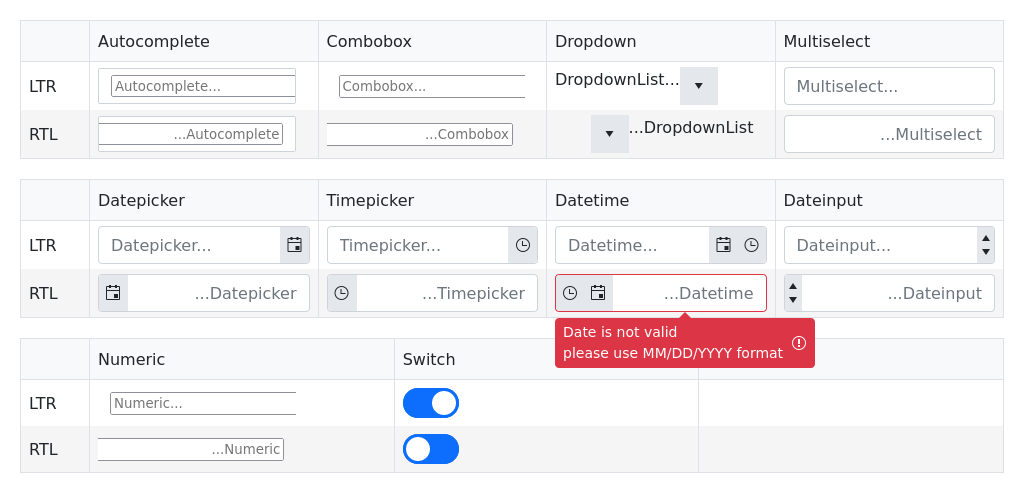 Autocomplete Combobox Dropdown Multiselect
LTR Autocomplete... Combobox... DropdownList... Multiselect...
RTL ...Autocomplete ...Combobox ...DropdownList ...Multiselect
Datepicker Timepicker Datetime Dateinput
LTR Datepicker... Timepicker... Datetime... Dateinput...
RTL ...Datepicker ...Timepicker ...Datetime ...Dateinput
Date is not valid
please use MM/DD/YYYY format
Numeric Switch
LTR Numeric...
RTL ...Numeric